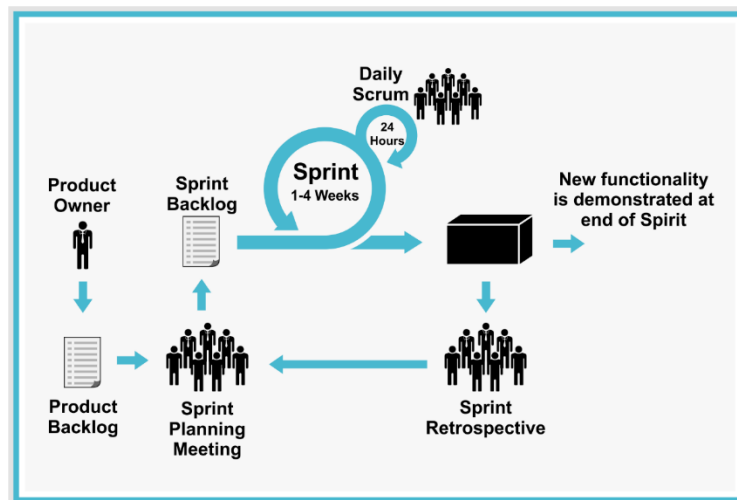 Daily
Scrum
24
Hours
Sprint
1-4 Weeks
Product
Owner
Sprint
Backlog
New functionality
is demonstrated at
end of Spirit
Product
Backlog
Sprint
Planning
Meeting
Sprint
Retrospective